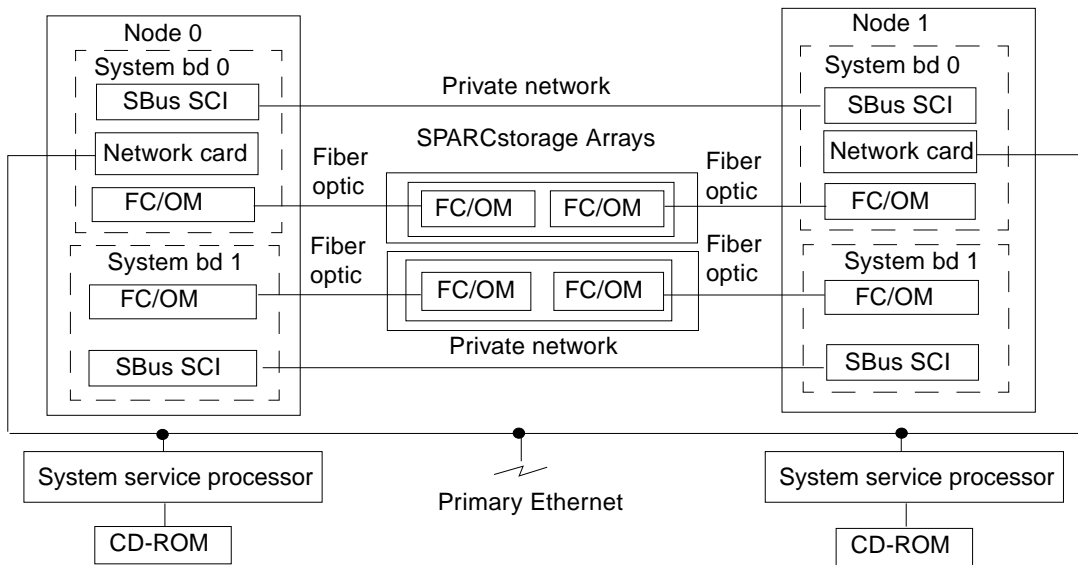 Node 0
System bd 0
SBus SCI
Network card
FC/OM
System bd 1
FC/OM
SBus SCI
Private network
SPARCstorage Arrays
Fiber
optic
FC/OM
FC/OM
Fiber
optic
Fiber
optic
FC/OM
FC/OM
Fiber
optic
Private network
Node 1
System bd 0
SBus SCI
Network card
FC/OM
System bd 1
FC/OM
SBus SCI
System service processor
CD-ROM
Primary Ethernet
System service processor
CD-ROM